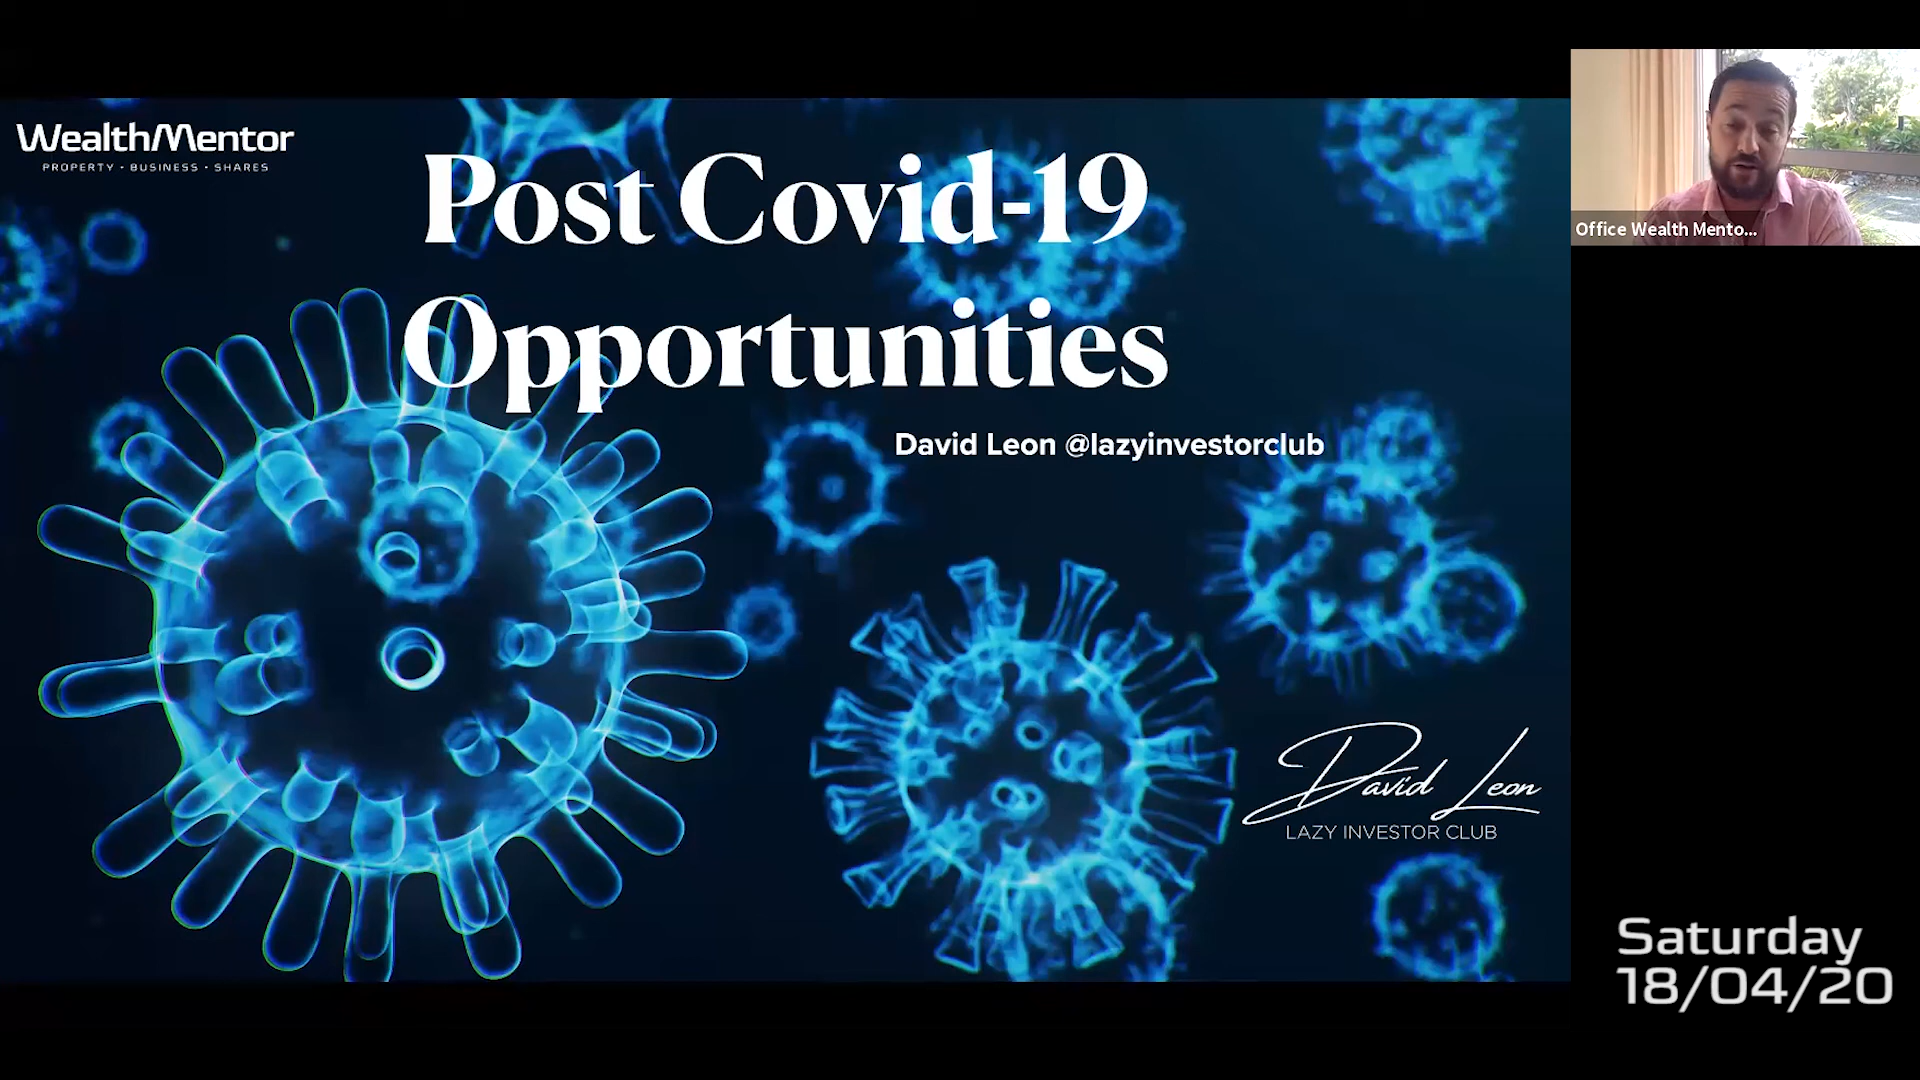 WealthMentor
PROPERTY • BUSINESS • SHARES
Post Covid-19
Opportunities
David Leon @lazyinvestorclub
Office Wealth Mento...
David Leon
LAZY INVESTOR CLUB
Saturday
18/04/20